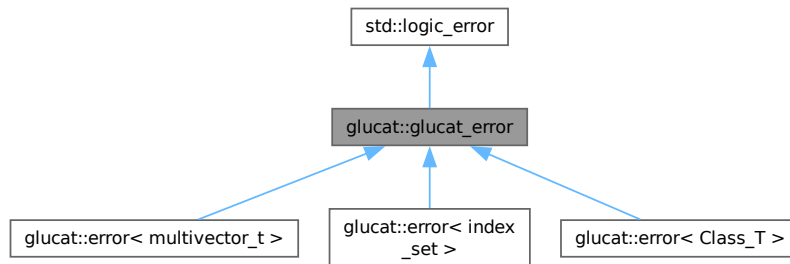 std::logic_error
glucat::glucat_error
glucat::error< multivector_t >
glucat::error< index
_set >
glucat::error< Class_T >